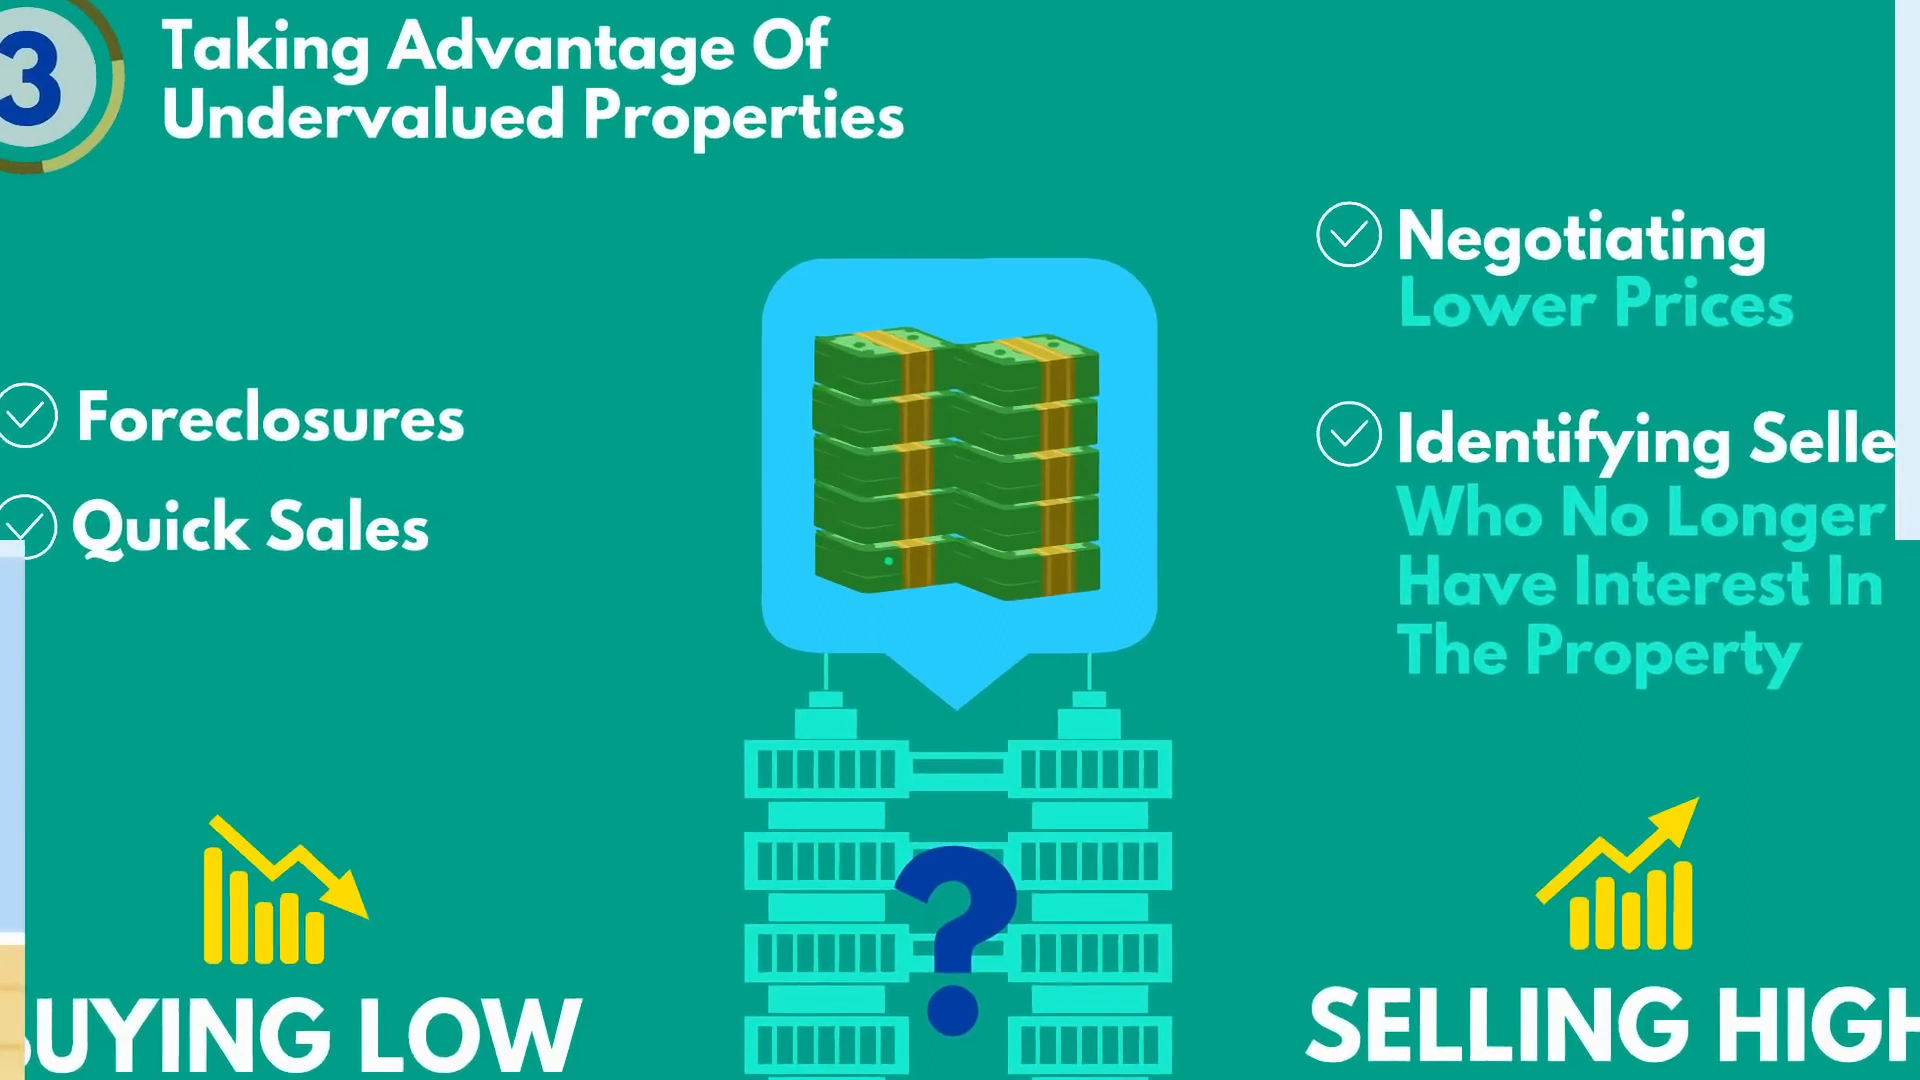 3
Taking Advantage Of
Undervalued Properties
Foreclosures
Quick Sales
Negotiating
Lower Prices
Identifying Selle
Who No Longer
Have Interest In
The Property
?
UYING LOW
SELLING HIGH